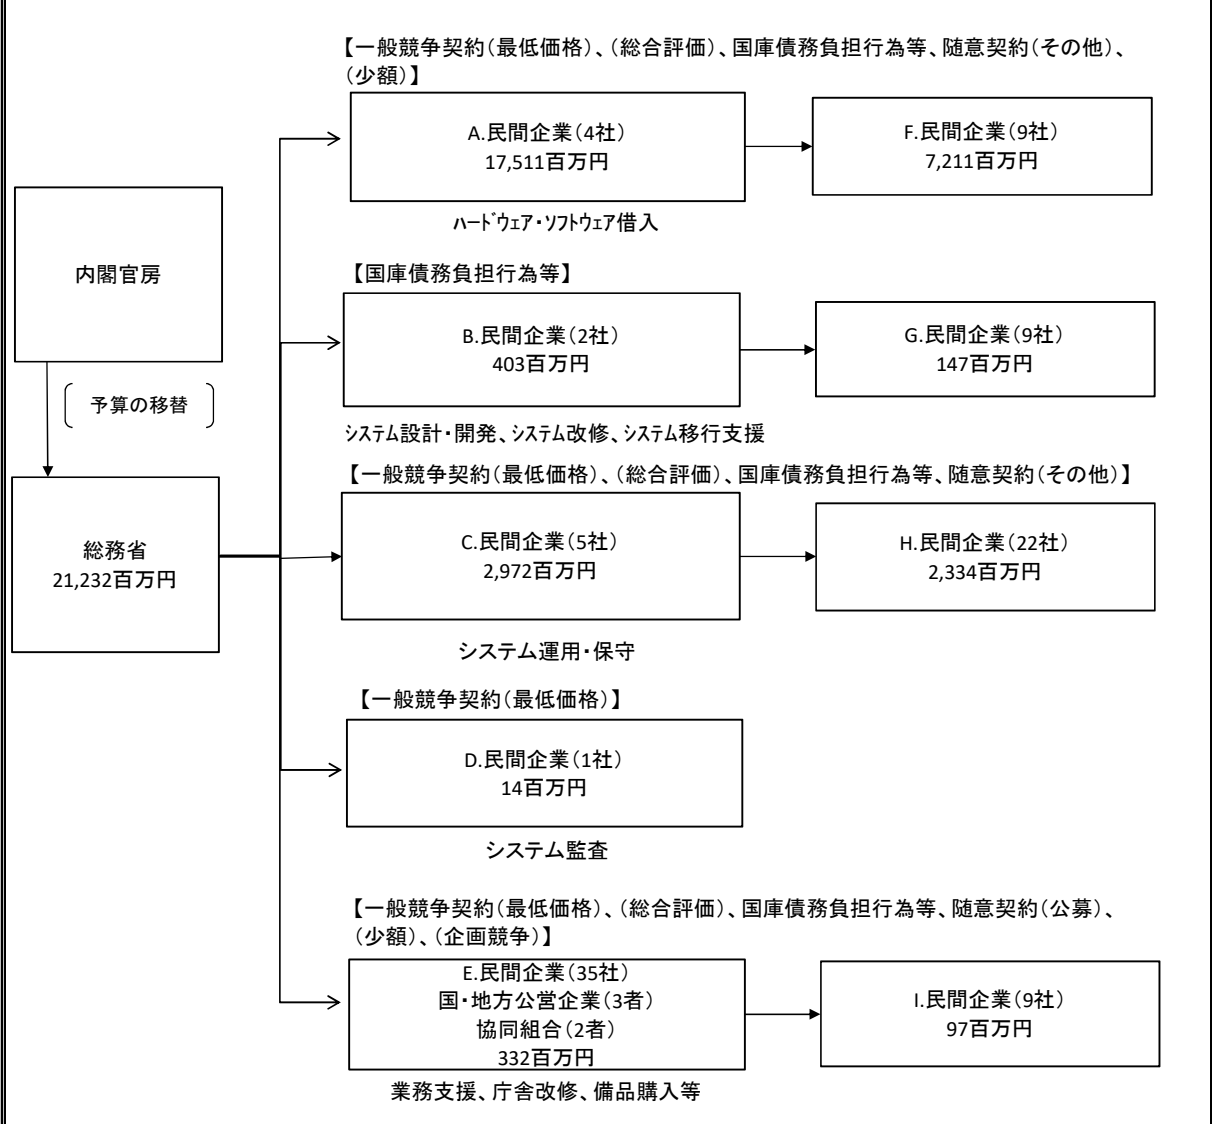 【一般競争契約（最低価格）、（総合評価）、国庫債務負担行為等、随意契約（その他）、
（少額）】
A.民間企業（4社）
17,511百万円
F.民間企業（9社）
7,211百万円
ﾊｰﾄﾞｳｪｱ・ｿﾌﾄｳｪｱ借入
内閣官房
予算の移替
総務省
21,232百万円
【国庫債務負担行為等】
B.民間企業（2社）
403百万円
G.民間企業（9社）
147百万円
ｼｽﾃﾑ設計・開発、ｼｽﾃﾑ改修、ｼｽﾃﾑ移行支援
【一般競争契約（最低価格）、（総合評価）、国庫債務負担行為等、随意契約（その他）】
C.民間企業（5社）
2,972百万円
H.民間企業（22社）
2,334百万円
システム運用・保守
【一般競争契約（最低価格）】
D.民間企業（1社）
14百万円
システム監査
【一般競争契約（最低価格）、（総合評価）、国庫債務負担行為等、随意契約（公募）、
（少額）、（企画競争）】
E.民間企業（35社）
国・地方公営企業（3者）
協同組合（2者）
332百万円
I.民間企業（9社）
97百万円
業務支援、庁舎改修、備品購入等